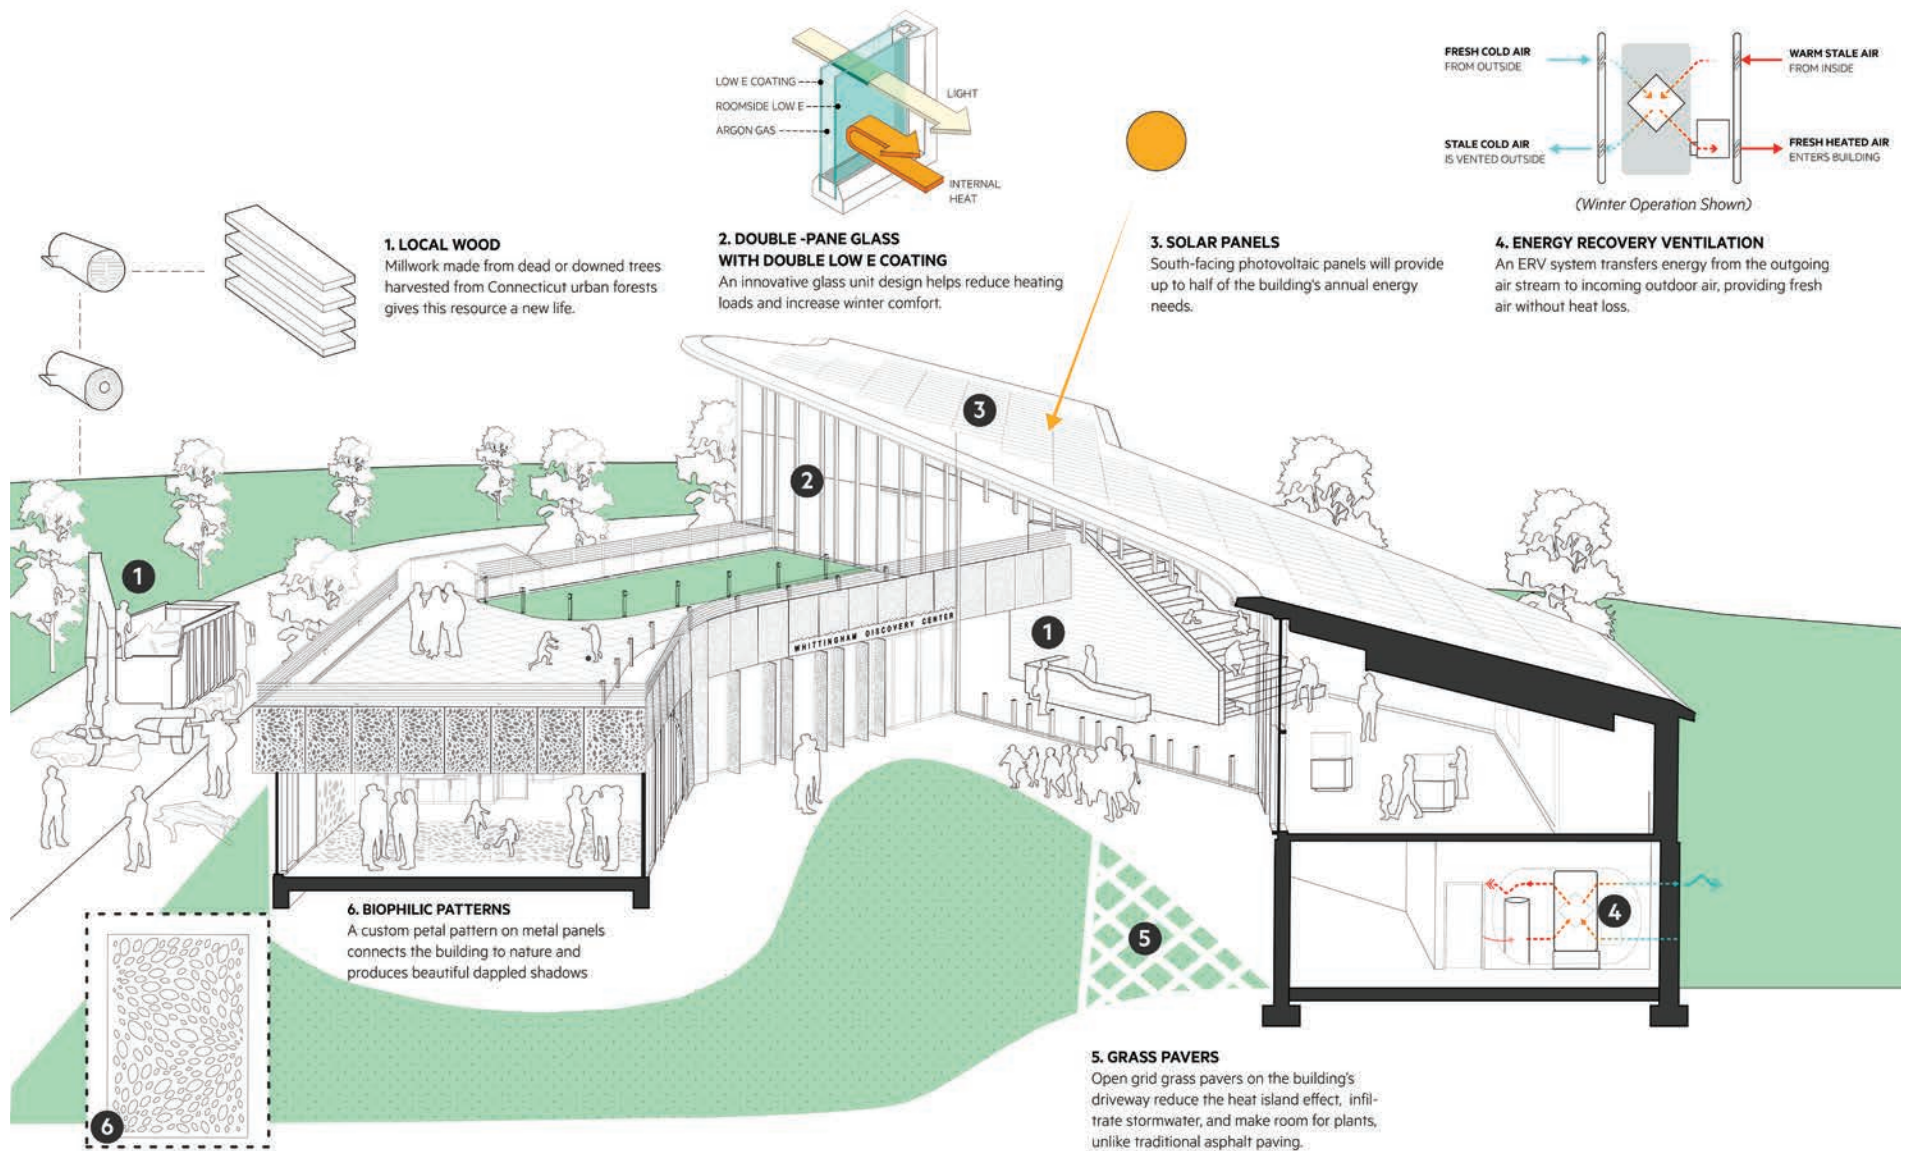 LOW E COATING
ROOMSIDE LOW E
ARGON GAS
LIGHT
INTERNAL
HEAT
FRESH COLD AIR
FROM OUTSIDE
WARM STALE AIR
FROM INSIDE
STALE COLD AIR
IS VENTED OUTSIDE
FRESH HEATED AIR
ENTERS BUILDING
(Winter Operation Shown)
1. LOCAL WOOD
Millwork made from dead or downed trees
harvested from Connecticut urban forests
gives this resource a new life.
2. DOUBLE -PANE GLASS
WITH DOUBLE LOW E COATING
An innovative glass unit design helps reduce heating
loads and increase winter comfort.
3. SOLAR PANELS
South-facing photovoltaic panels will provide
up to half of the building's annual energy
needs.
4. ENERGY RECOVERY VENTILATION
An ERV system transfers energy from the outgoing
air stream to incoming outdoor air, providing fresh
air without heat loss.
3
2
1
WHITTINGHAM DISCOVERY CENTER
1
4
5
6. BIOPHILIC PATTERNS
A custom petal pattern on metal panels
connects the building to nature and
produces beautiful dappled shadows
6
5. GRASS PAVERS
Open grid grass pavers on the building's
driveway reduce the heat island effect, infil-
trate stormwater, and make room for plants,
unlike traditional asphalt paving.